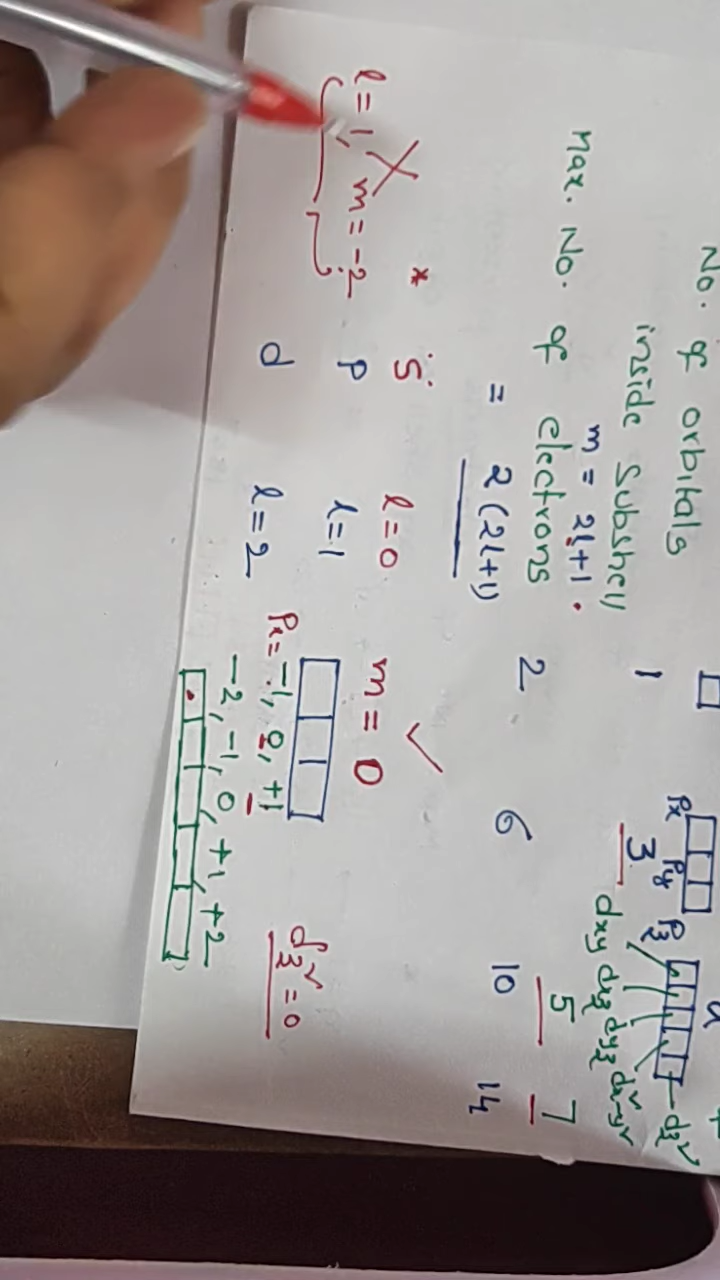 No. of orbitals
inside subshell
m = 2l+1.
1 3 5 7
Px Py Pz
dxy dxz dyz dx²-y² dz²
Max. No. of electrons
= 2(2l+1)
2 6 10 14
* s l=0 m = 0
P l=1
Px = -1, 0, +1
d l=2
-2, -1, 0, +1, +2
dz² = 0
l=1, m=-2